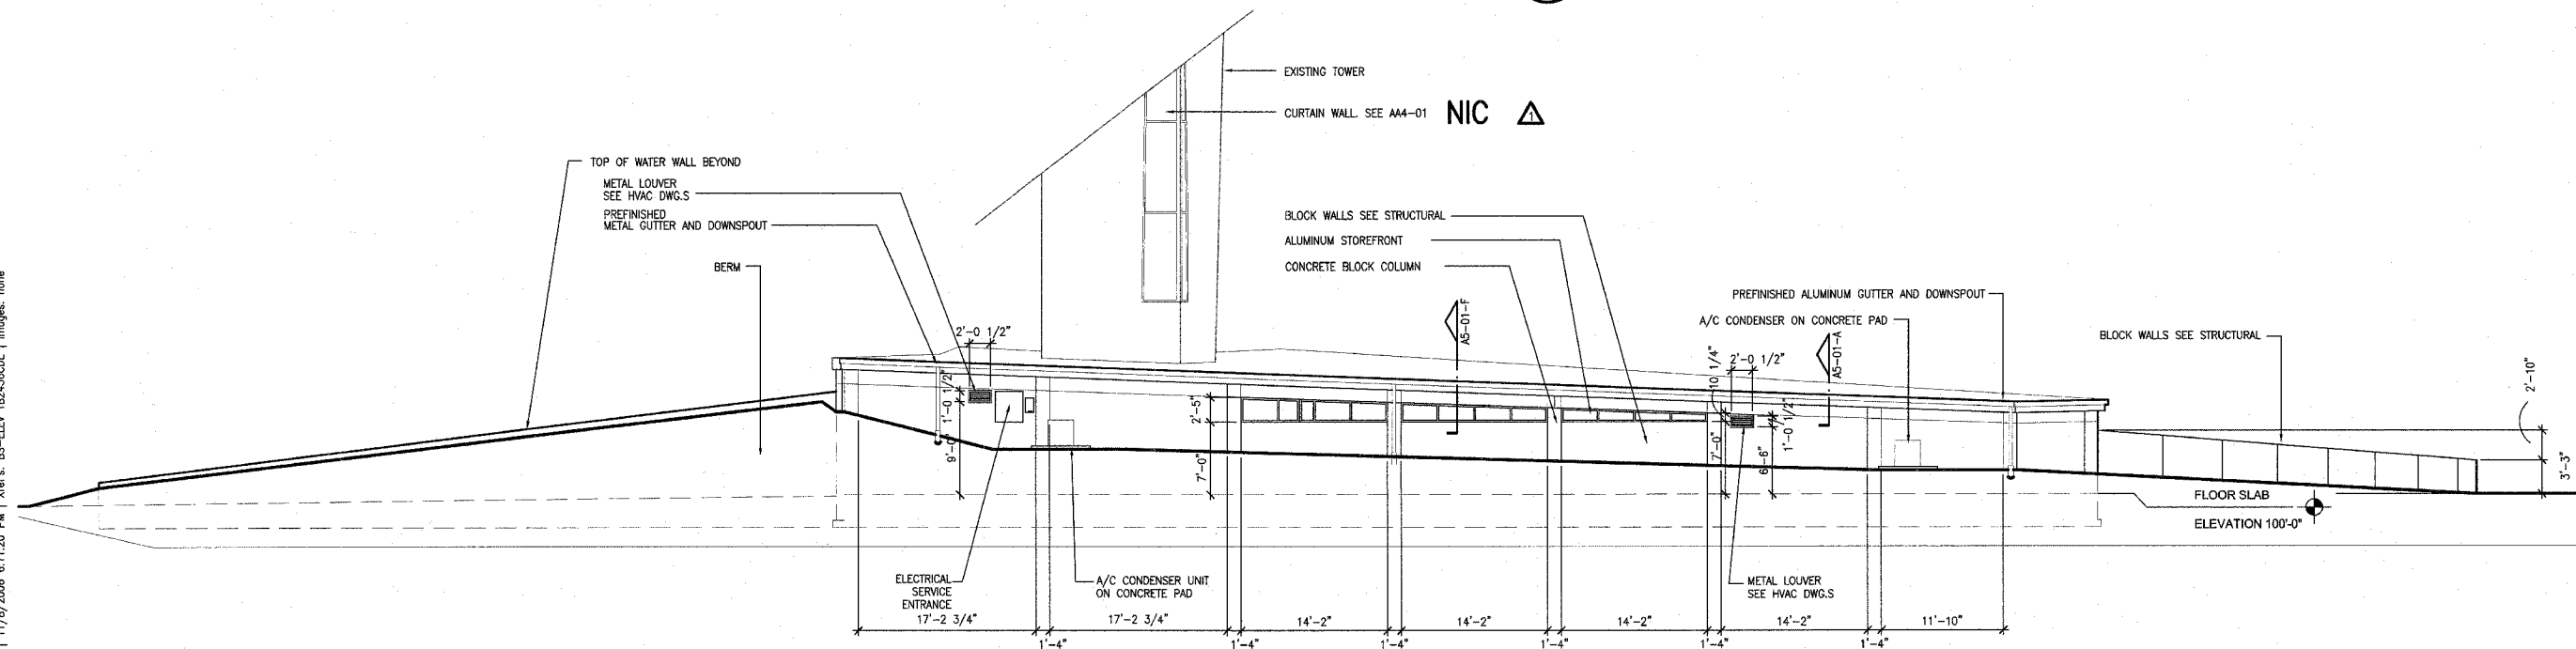 EXISTING TOWER
CURTAIN WALL. SEE AA4-01 NIC 1
TOP OF WATER WALL BEYOND
METAL LOUVER
SEE HVAC DWG.S
PREFINISHED
METAL GUTTER AND DOWNSPOUT
BERM
BLOCK WALLS SEE STRUCTURAL
ALUMINUM STOREFRONT
CONCRETE BLOCK COLUMN
A5-01-F
PREFINISHED ALUMINUM GUTTER AND DOWNSPOUT
A/C CONDENSER ON CONCRETE PAD
A5-01-A
BLOCK WALLS SEE STRUCTURAL
2'-0 1/2"
1'-0 1/2"
9'-0"
2'-5"
7'-0"
10 1/4"
2'-0 1/2"
7'-0"
1'-0 1/2"
6'-6"
2'-10"
3'-3"
FLOOR SLAB
ELEVATION 100'-0"
ELECTRICAL
SERVICE
ENTRANCE
A/C CONDENSER UNIT
ON CONCRETE PAD
METAL LOUVER
SEE HVAC DWG.S
17'-2 3/4" 17'-2 3/4" 14'-2" 14'-2" 14'-2" 14'-2" 11'-10"
1'-4" 1'-4" 1'-4" 1'-4" 1'-4" 1'-4"